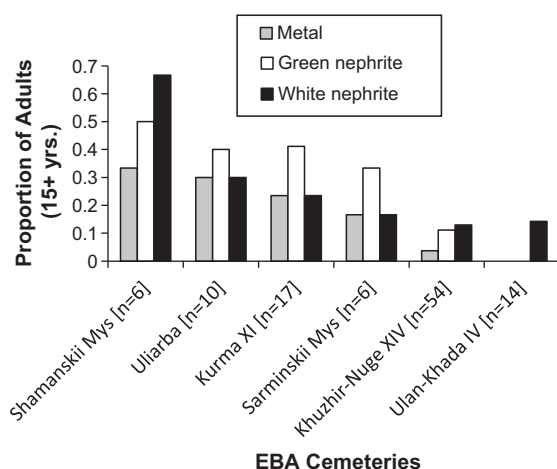 Metal
Green nephrite
White nephrite
Proportion of Adults
(15+ yrs.)
0.7
0.6
0.5
0.4
0.3
0.2
0.1
0
Shamanskii Mys [n=6]
Uliarba [n=10]
Kurma XI [n=17]
Sarminskii Mys [n=6]
Khuzhir-Nuge XIV [n=54]
Ulan-Khada IV [n=14]
EBA Cemeteries